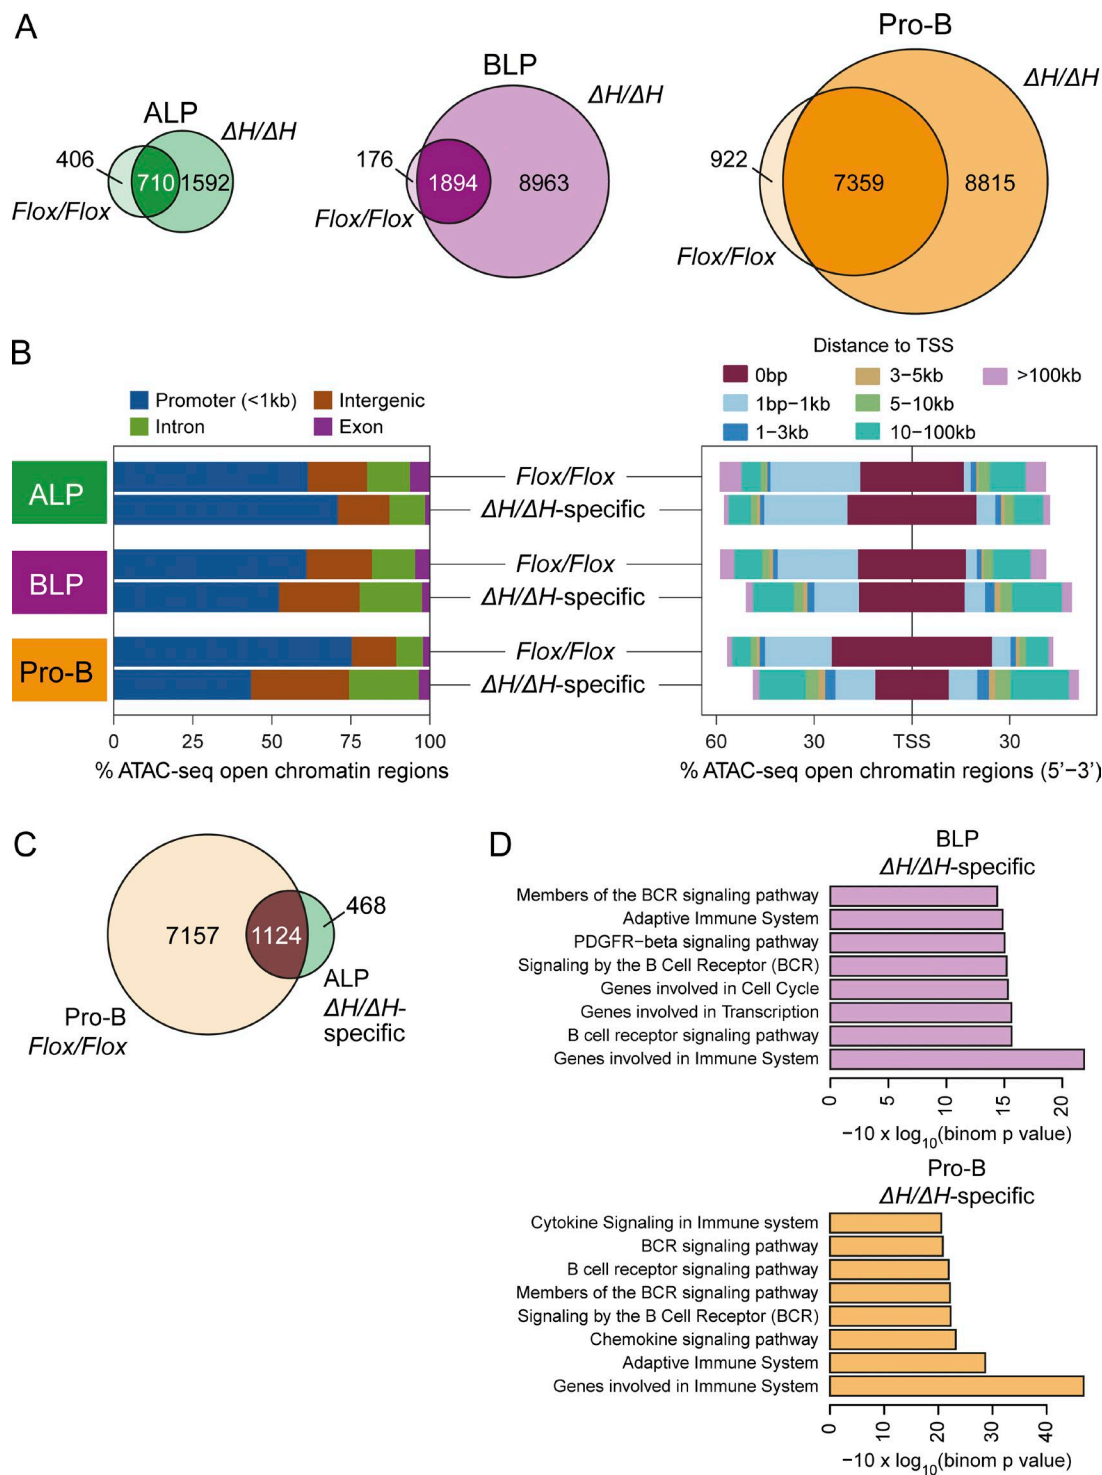 A
ALP
ΔH/ΔH
406
710
1592
Flox/Flox
BLP
ΔH/ΔH
176
1894
8963
Flox/Flox
Pro-B
ΔH/ΔH
922
7359
8815
Flox/Flox
B
Promoter (<1kb)
Intergenic
Intron
Exon
Distance to TSS
0bp
3−5kb
>100kb
1bp−1kb
5−10kb
1−3kb
10−100kb
ALP
Flox/Flox
ΔH/ΔH-specific
BLP
Flox/Flox
ΔH/ΔH-specific
Pro-B
Flox/Flox
ΔH/ΔH-specific
0 25 50 75 100
% ATAC-seq open chromatin regions
60 30 TSS 30
% ATAC-seq open chromatin regions (5’−3’)
C
7157
1124
468
Pro-B
Flox/Flox
ALP
ΔH/ΔH-
specific
D
BLP
ΔH/ΔH-specific
Members of the BCR signaling pathway
Adaptive Immune System
PDGFR−beta signaling pathway
Signaling by the B Cell Receptor (BCR)
Genes involved in Cell Cycle
Genes involved in Transcription
B cell receptor signaling pathway
Genes involved in Immune System
0 5 10 15 20
−10 x log10(binom p value)
Pro-B
ΔH/ΔH-specific
Cytokine Signaling in Immune system
BCR signaling pathway
B cell receptor signaling pathway
Members of the BCR signaling pathway
Signaling by the B Cell Receptor (BCR)
Chemokine signaling pathway
Adaptive Immune System
Genes involved in Immune System
0 10 20 30 40
−10 x log10(binom p value)